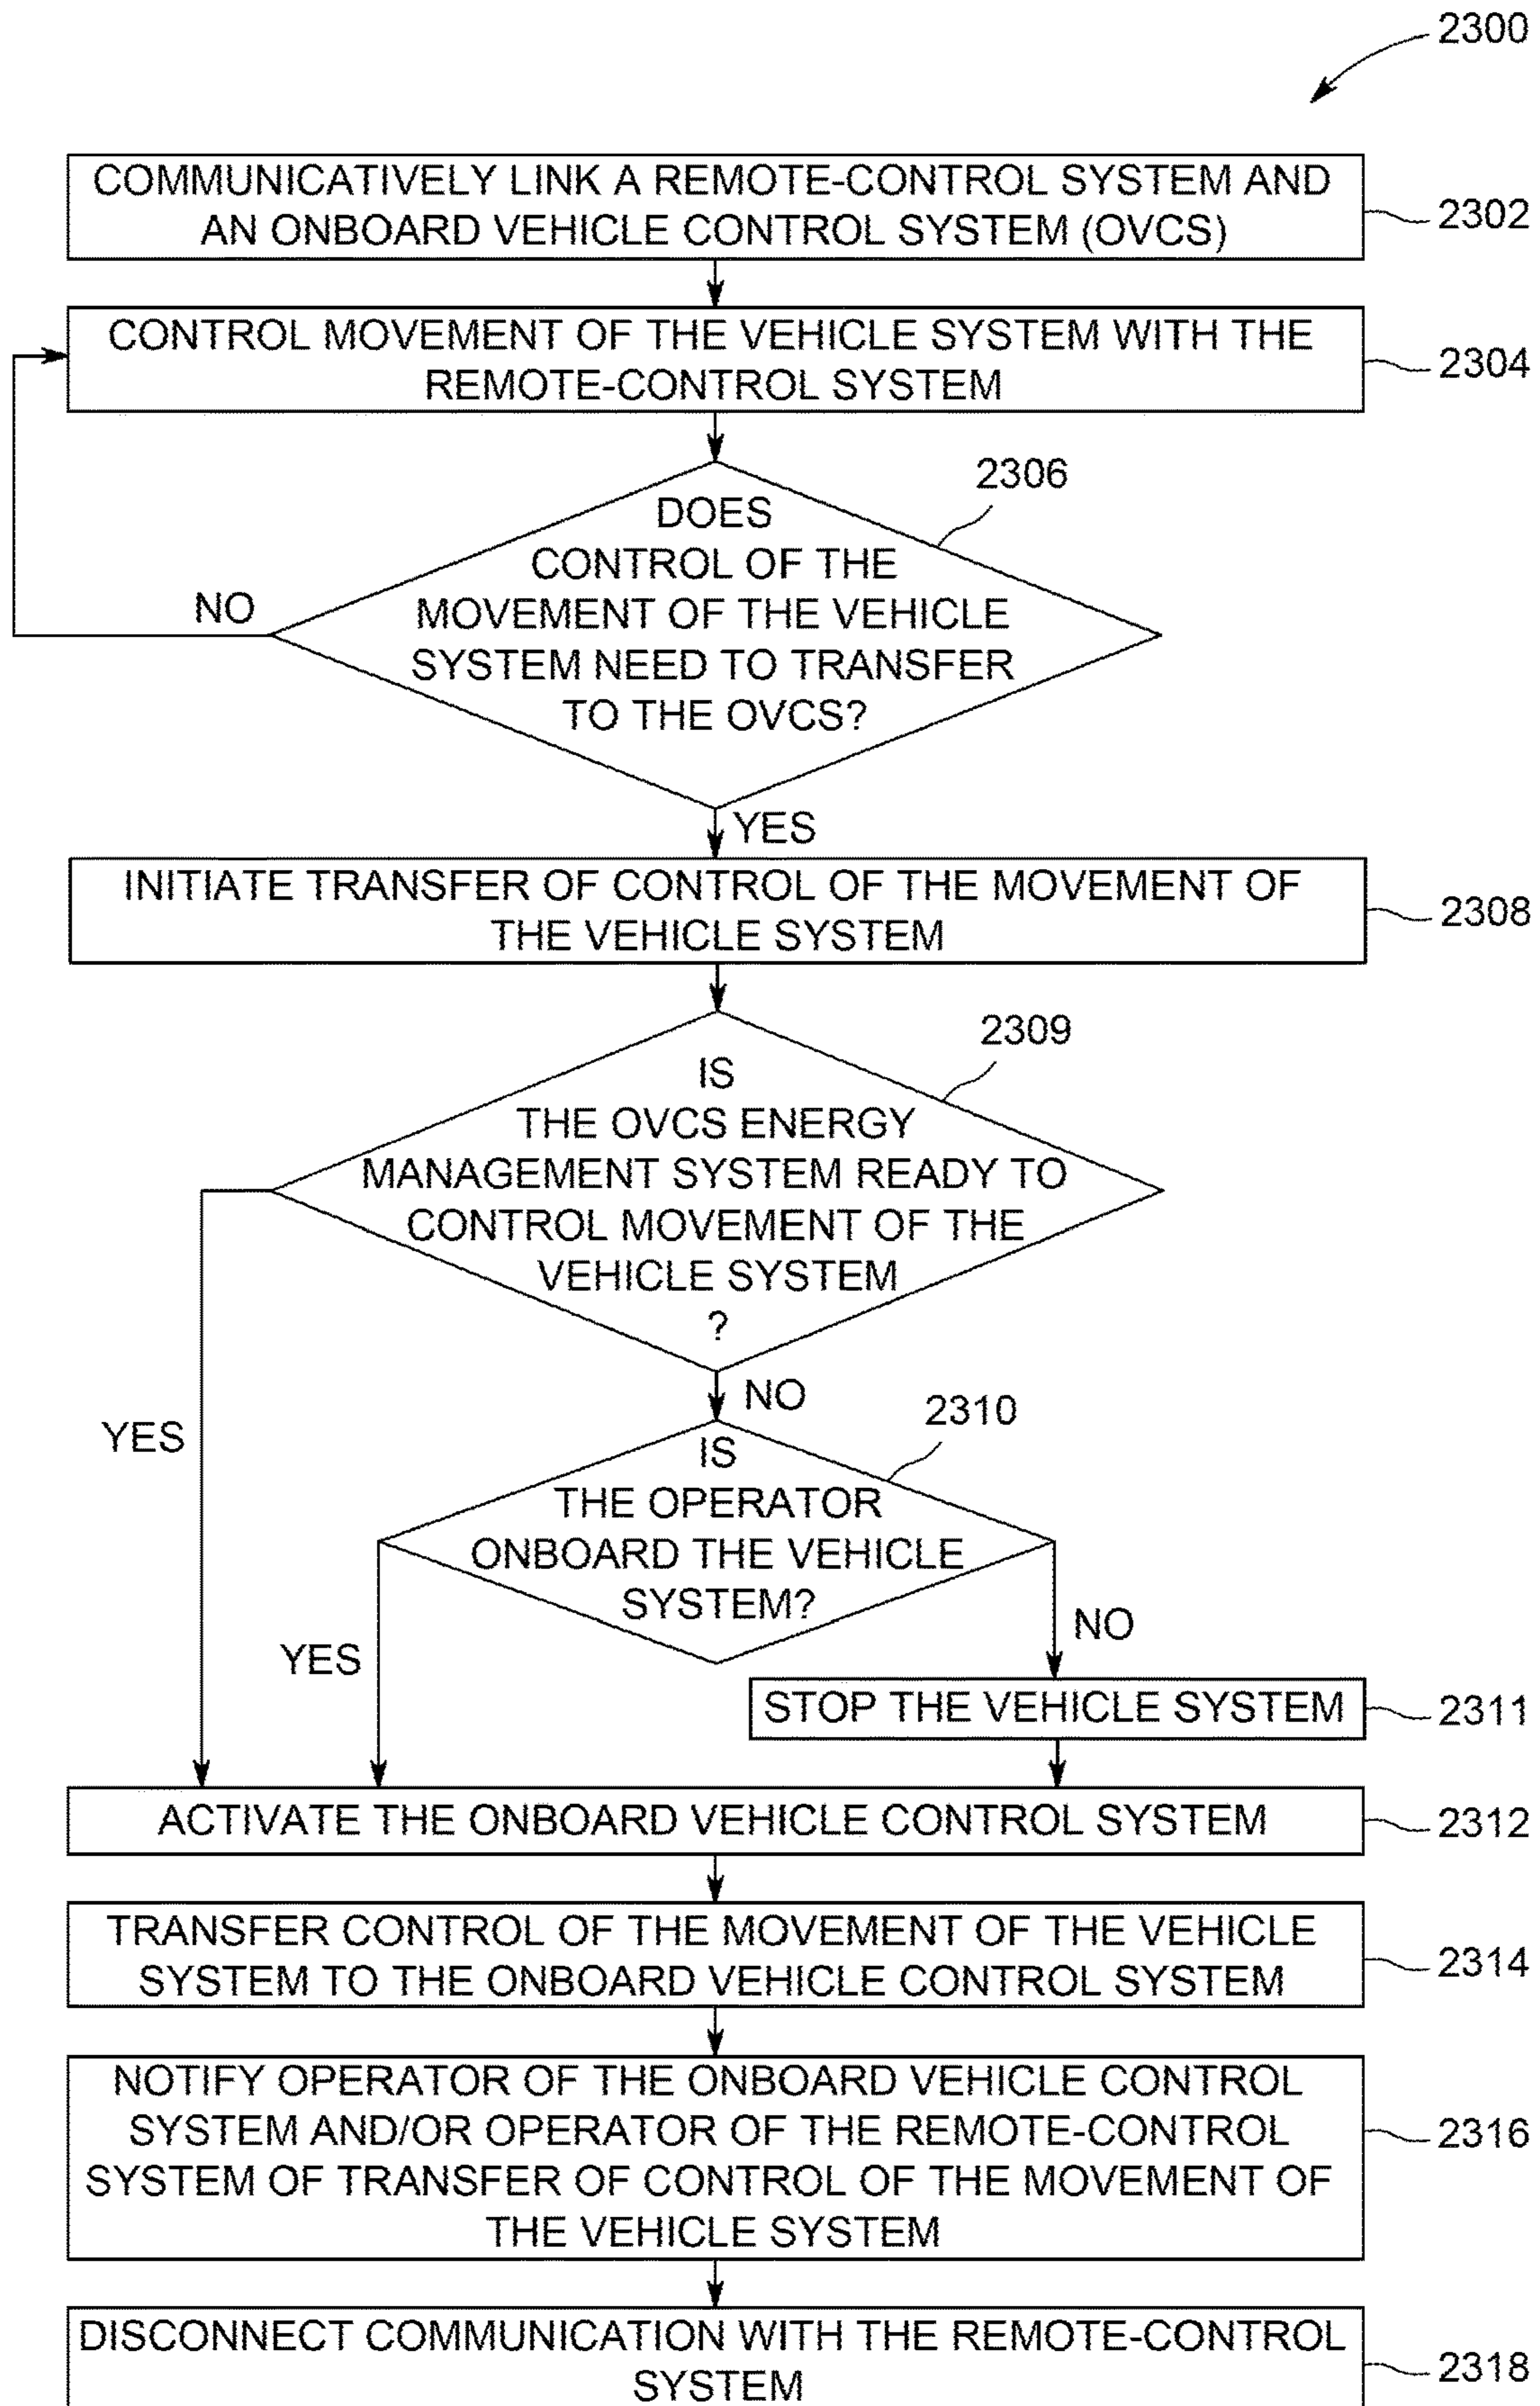 2300
COMMUNICATIVELY LINK A REMOTE-CONTROL SYSTEM AND
AN ONBOARD VEHICLE CONTROL SYSTEM (OVCS)
2302
CONTROL MOVEMENT OF THE VEHICLE SYSTEM WITH THE
REMOTE-CONTROL SYSTEM
2304
2306
DOES
CONTROL OF THE
MOVEMENT OF THE VEHICLE
SYSTEM NEED TO TRANSFER
TO THE OVCS?
NO
YES
INITIATE TRANSFER OF CONTROL OF THE MOVEMENT OF
THE VEHICLE SYSTEM
2308
2309
IS
THE OVCS ENERGY
MANAGEMENT SYSTEM READY TO
CONTROL MOVEMENT OF THE
VEHICLE SYSTEM
?
NO
YES
2310
IS
THE OPERATOR
ONBOARD THE VEHICLE
SYSTEM?
YES
NO
STOP THE VEHICLE SYSTEM
2311
ACTIVATE THE ONBOARD VEHICLE CONTROL SYSTEM
2312
TRANSFER CONTROL OF THE MOVEMENT OF THE VEHICLE
SYSTEM TO THE ONBOARD VEHICLE CONTROL SYSTEM
2314
NOTIFY OPERATOR OF THE ONBOARD VEHICLE CONTROL
SYSTEM AND/OR OPERATOR OF THE REMOTE-CONTROL
SYSTEM OF TRANSFER OF CONTROL OF THE MOVEMENT OF
THE VEHICLE SYSTEM
2316
DISCONNECT COMMUNICATION WITH THE REMOTE-CONTROL
SYSTEM
2318